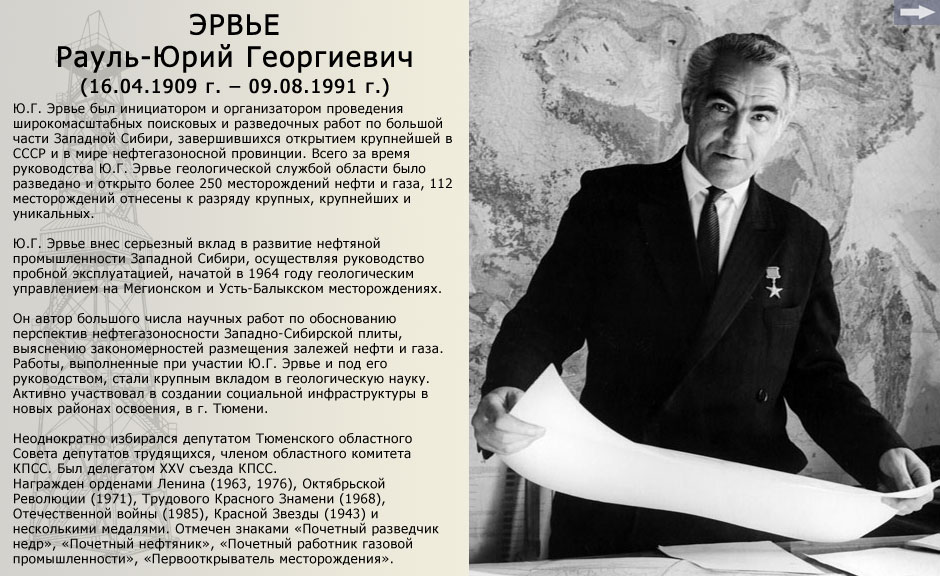 ЭРВЬЕ
Рауль-Юрий Георгиевич
(16.04.1909 г. – 09.08.1991 г.)
Ю.Г. Эрвье был инициатором и организатором проведения
широкомасштабных поисковых и разведочных работ по большой
части Западной Сибири, завершившихся открытием крупнейшей в
СССР и в мире нефтегазоносной провинции. Всего за время
руководства Ю.Г. Эрвье геологической службой области было
разведано и открыто более 250 месторождений нефти и газа, 112
месторождений отнесены к разряду крупных, крупнейших и
уникальных.
Ю.Г. Эрвье внес серьезный вклад в развитие нефтяной
промышленности Западной Сибири, осуществляя руководство
пробной эксплуатацией, начатой в 1964 году геологическим
управлением на Мегионском и Усть-Балыкском месторождениях.
Он автор большого числа научных работ по обоснованию
перспектив нефтегазоносности Западно-Сибирской плиты,
выяснению закономерностей размещения залежей нефти и газа.
Работы, выполненные при участии Ю.Г. Эрвье и под его
руководством, стали крупным вкладом в геологическую науку.
Активно участвовал в создании социальной инфраструктуры в
новых районах освоения, в г. Тюмени.
Неоднократно избирался депутатом Тюменского областного
Совета депутатов трудящихся, членом областного комитета
КПСС. Был делегатом XXV съезда КПСС.
Награжден орденами Ленина (1963, 1976), Октябрьской
Революции (1971), Трудового Красного Знамени (1968),
Отечественной войны (1985), Красной Звезды (1943) и
несколькими медалями. Отмечен знаками «Почетный разведчик
недр», «Почетный нефтяник», «Почетный работник газовой
промышленности», «Первооткрыватель месторождения».